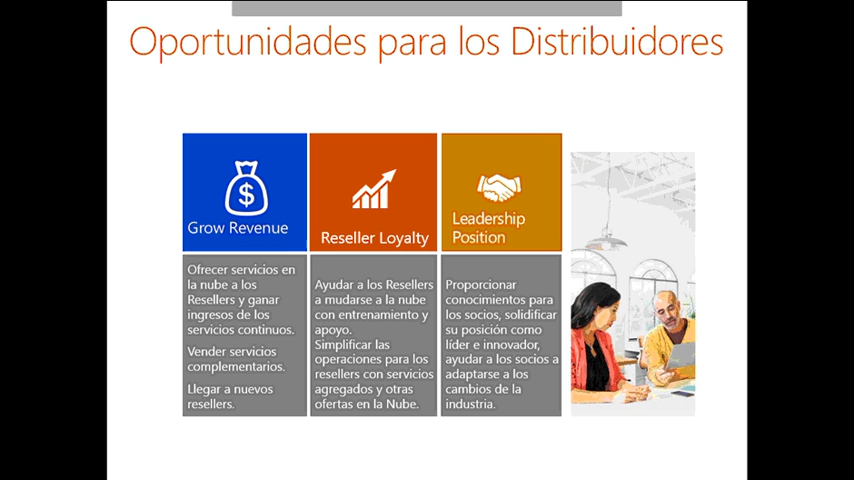 Oportunidades para los Distribuidores
Grow Revenue
Reseller Loyalty
Leadership
Position
Ofrecer servicios en
la nube a los
Resellers y ganar
ingresos de los
servicios continuos.
Vender servicios
complementarios.
Llegar a nuevos
resellers.
Ayudar a los Resellers
a mudarse a la nube
con entrenamiento y
apoyo.
Simplificar las
operaciones para los
resellers con servicios
agregados y otras
ofertas en la Nube.
Proporcionar
conocimientos para
los socios, solidificar
su posición como
líder e innovador,
ayudar a los socios a
adaptarse a los
cambios de la
industria.